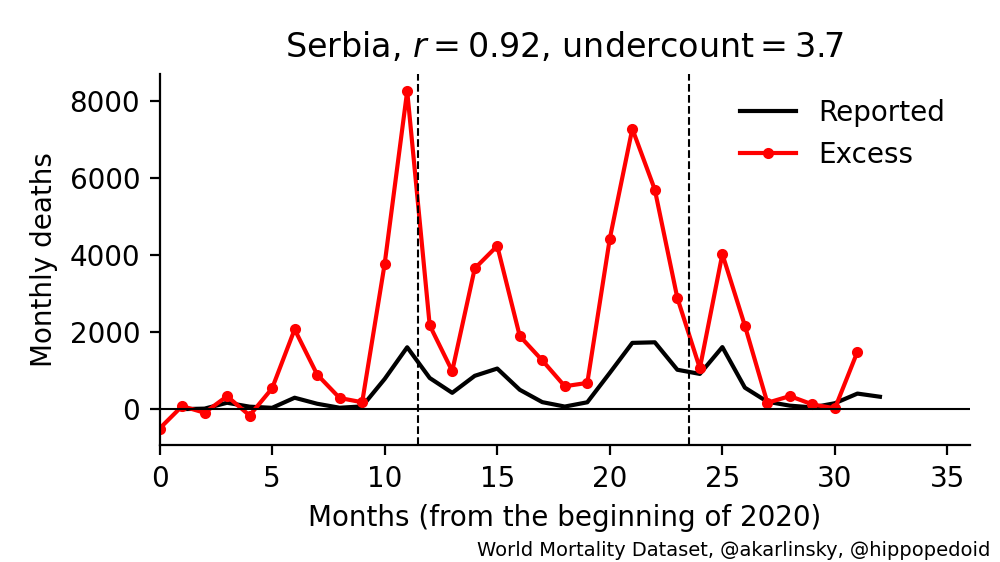 Serbia, r = 0.92, undercount = 3.7
Reported
Excess
Monthly deaths
8000
6000
4000
2000
0
0 5 10 15 20 25 30 35
Months (from the beginning of 2020)
World Mortality Dataset, @akarlinsky, @hippopedoid